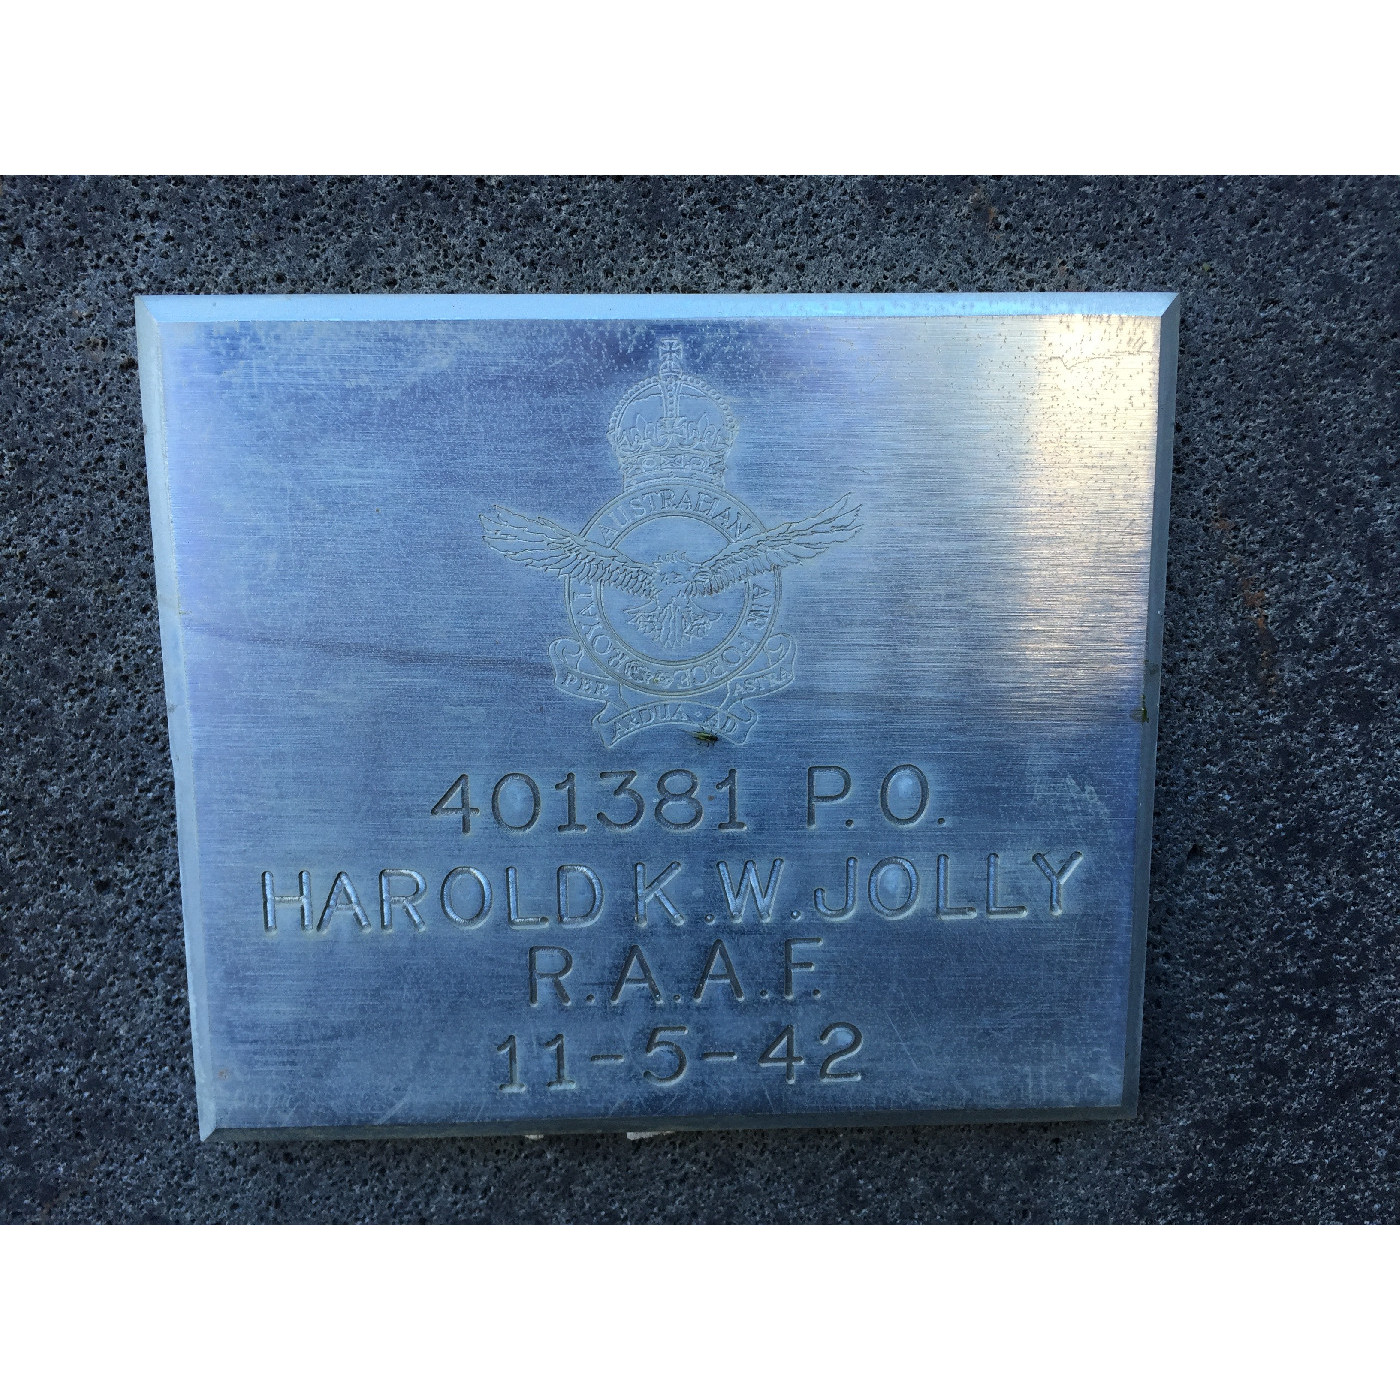 ROYAL AUSTRALIAN AIR FORCE
PER ARDUA AD ASTRA
401381 P.O.
HAROLD K.W. JOLLY
R.A.A.F.
11-5-42